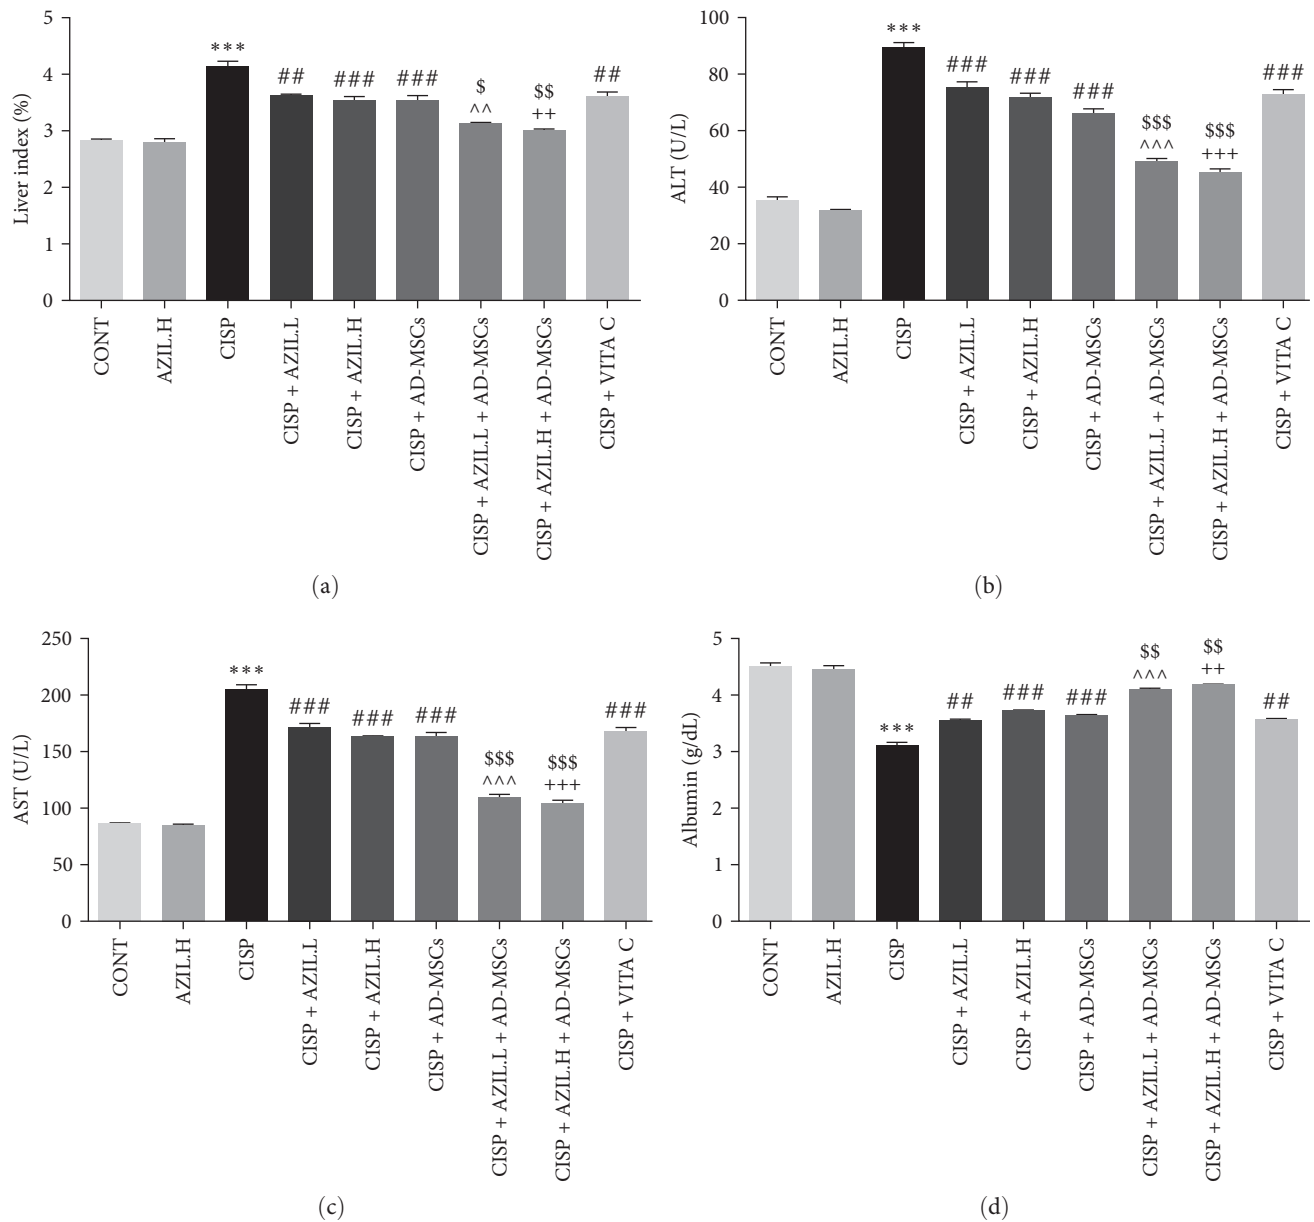 Liver index (%)
5
4
3
2
1
0
***
##
###
###
$
^^
$$
++
##
CONT
AZIL.H
CISP
CISP + AZIL.L
CISP + AZIL.H
CISP + AD-MSCs
CISP + AZIL.L + AD-MSCs
CISP + AZIL.H + AD-MSCs
CISP + VITA C
(a)
ALT (U/L)
100
80
60
40
20
0
***
###
###
###
$$$
^^^
$$$
+++
###
CONT
AZIL.H
CISP
CISP + AZIL.L
CISP + AZIL.H
CISP + AD-MSCs
CISP + AZIL.L + AD-MSCs
CISP + AZIL.H + AD-MSCs
CISP + VITA C
(b)
AST (U/L)
250
200
150
100
50
0
***
###
###
###
$$$
^^^
$$$
+++
###
CONT
AZIL.H
CISP
CISP + AZIL.L
CISP + AZIL.H
CISP + AD-MSCs
CISP + AZIL.L + AD-MSCs
CISP + AZIL.H + AD-MSCs
CISP + VITA C
(c)
Albumin (g/dL)
5
4
3
2
1
0
***
##
###
###
$$
^^^
$$
++
##
CONT
AZIL.H
CISP
CISP + AZIL.L
CISP + AZIL.H
CISP + AD-MSCs
CISP + AZIL.L + AD-MSCs
CISP + AZIL.H + AD-MSCs
CISP + VITA C
(d)